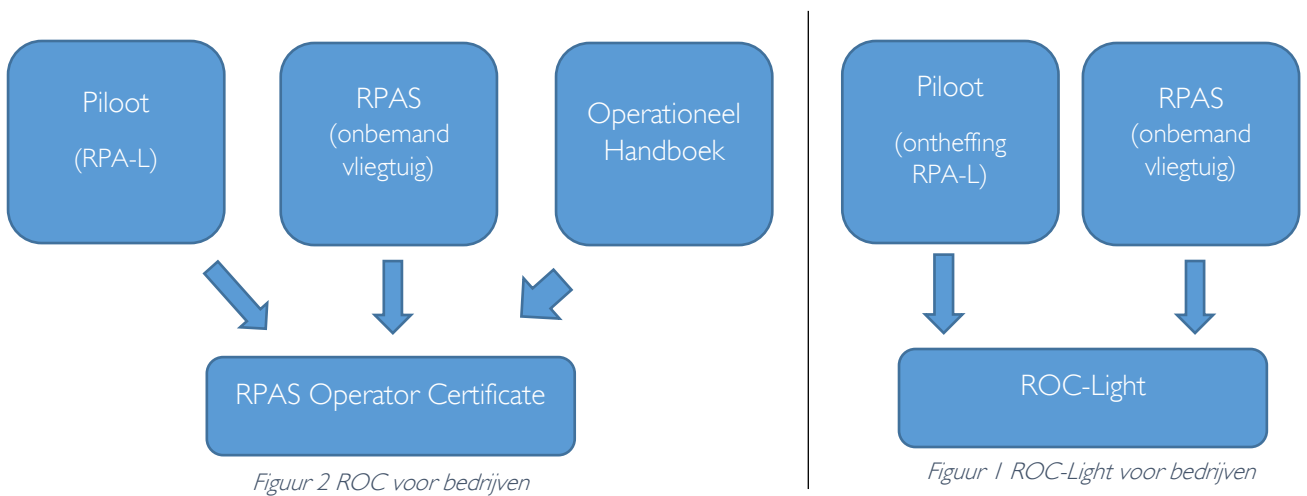 Piloot
(RPA-L)
RPAS
(onbemand
vliegtuig)
Operationeel
Handboek
RPAS Operator Certificate
Figuur 2 ROC voor bedrijven
Piloot
(ontheffing
RPA-L)
RPAS
(onbemand
vliegtuig)
ROC-Light
Figuur 1 ROC-Light voor bedrijven